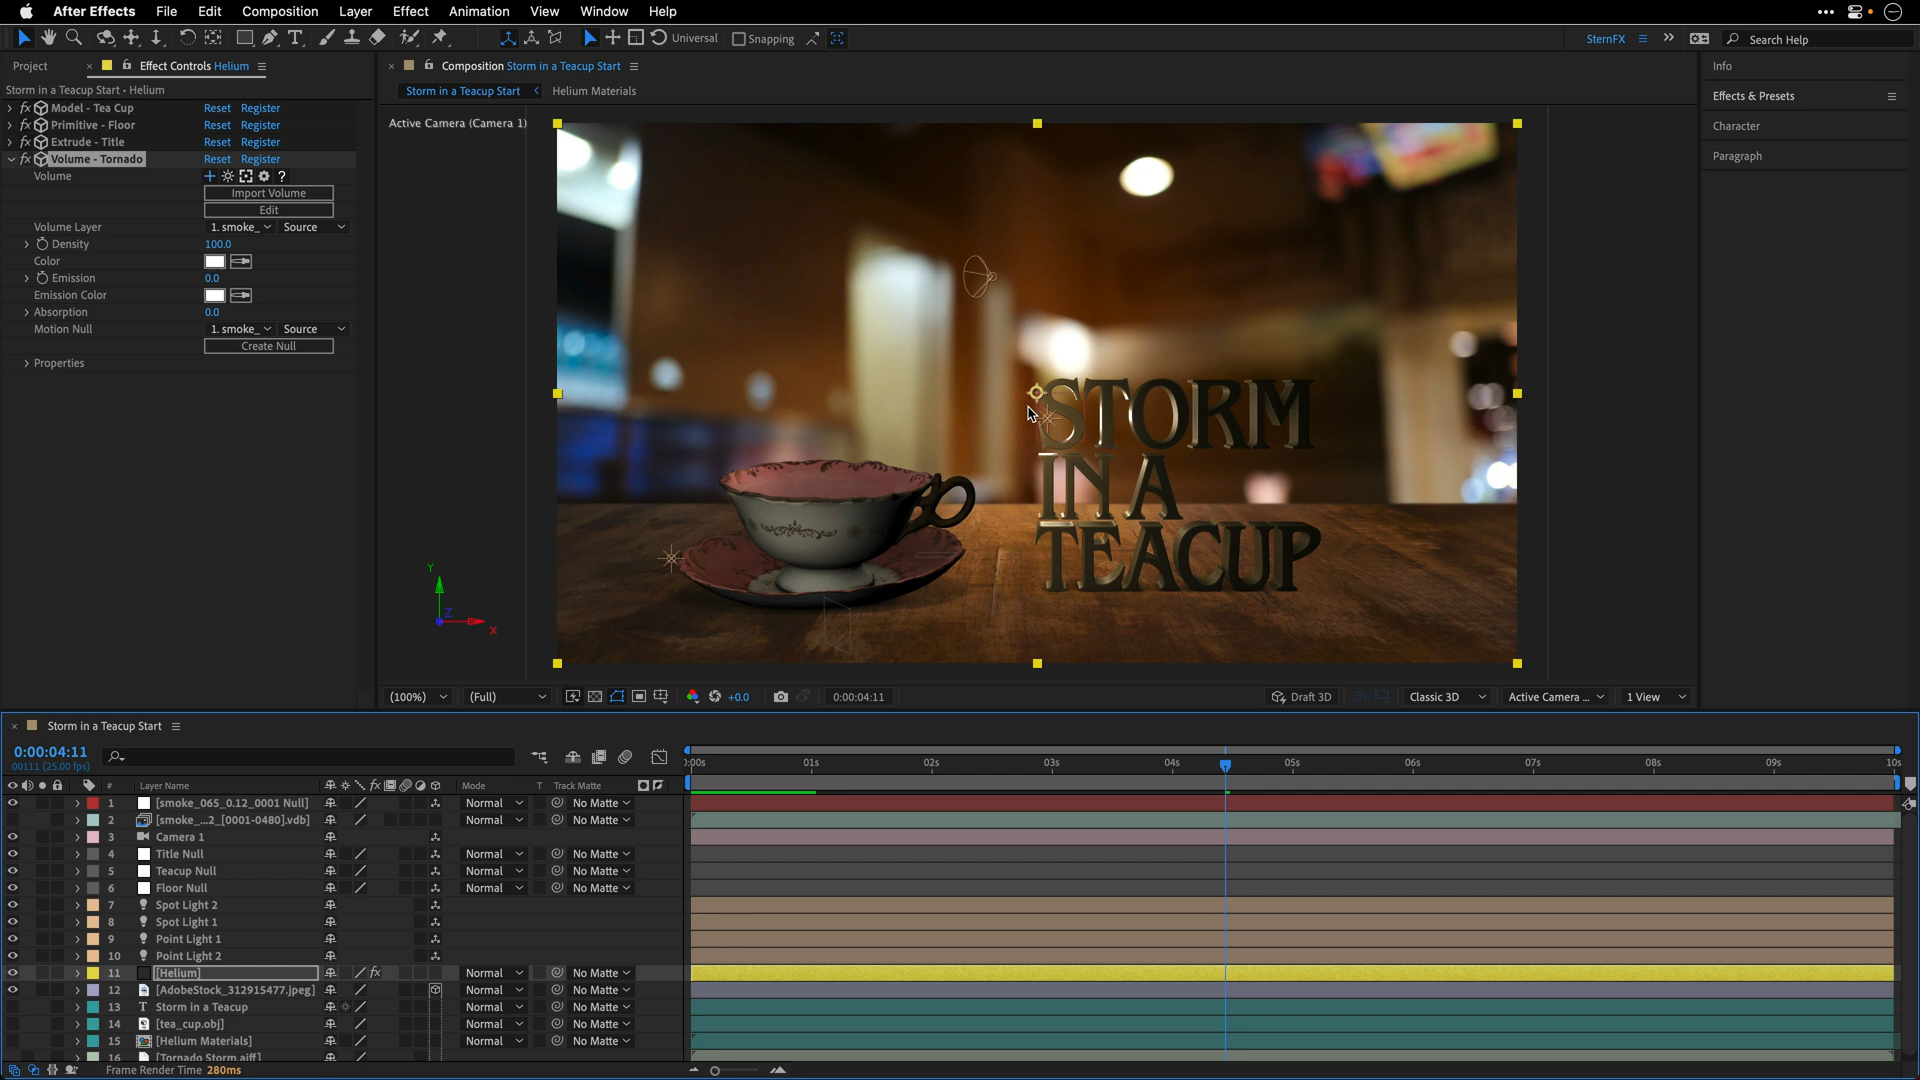 After Effects File Edit Composition Layer Effect Animation View Window Help
Universal Snapping SternFX Search Help
Project Effect Controls Helium
Composition Storm in a Teacup Start
Info
Storm in a Teacup Start • Helium
Storm in a Teacup Start Helium Materials
Effects & Presets
fx Model - Tea Cup Reset Register
fx Primitive - Floor Reset Register
Active Camera (Camera 1)
Character
fx Extrude - Title Reset Register
fx Volume - Tornado Reset Register
Paragraph
Volume ?
Import Volume
Edit
Volume Layer 1. smoke_ Source
Density 100.0
Color
Emission 0.0
Emission Color
Absorption 0.0
Motion Null 1. smoke_ Source
Create Null
Properties
STORM
IN A
TEACUP
Y
Z
X
(100%) (Full) +0.0 0:00:04:11 Draft 3D Classic 3D Active Camera ... 1 View
Storm in a Teacup Start
0:00:04:11
00111 (25.00 fps)
:00s 01s 02s 03s 04s 05s 06s 07s 08s 09s 10s
# Layer Name fx Mode T Track Matte
1 [smoke_065_0.12_0001 Null] Normal No Matte
2 [smoke_...2_[0001-0480].vdb] Normal No Matte
3 Camera 1
4 Title Null Normal No Matte
5 Teacup Null Normal No Matte
6 Floor Null Normal No Matte
7 Spot Light 2
8 Spot Light 1
9 Point Light 1
10 Point Light 2
11 [Helium] fx Normal No Matte
12 [AdobeStock_312915477.jpeg] Normal No Matte
13 T Storm in a Teacup Normal No Matte
14 [tea_cup.obj] Normal No Matte
15 [Helium Materials] Normal No Matte
16 [Tornado Storm.aiff]
Frame Render Time 280ms